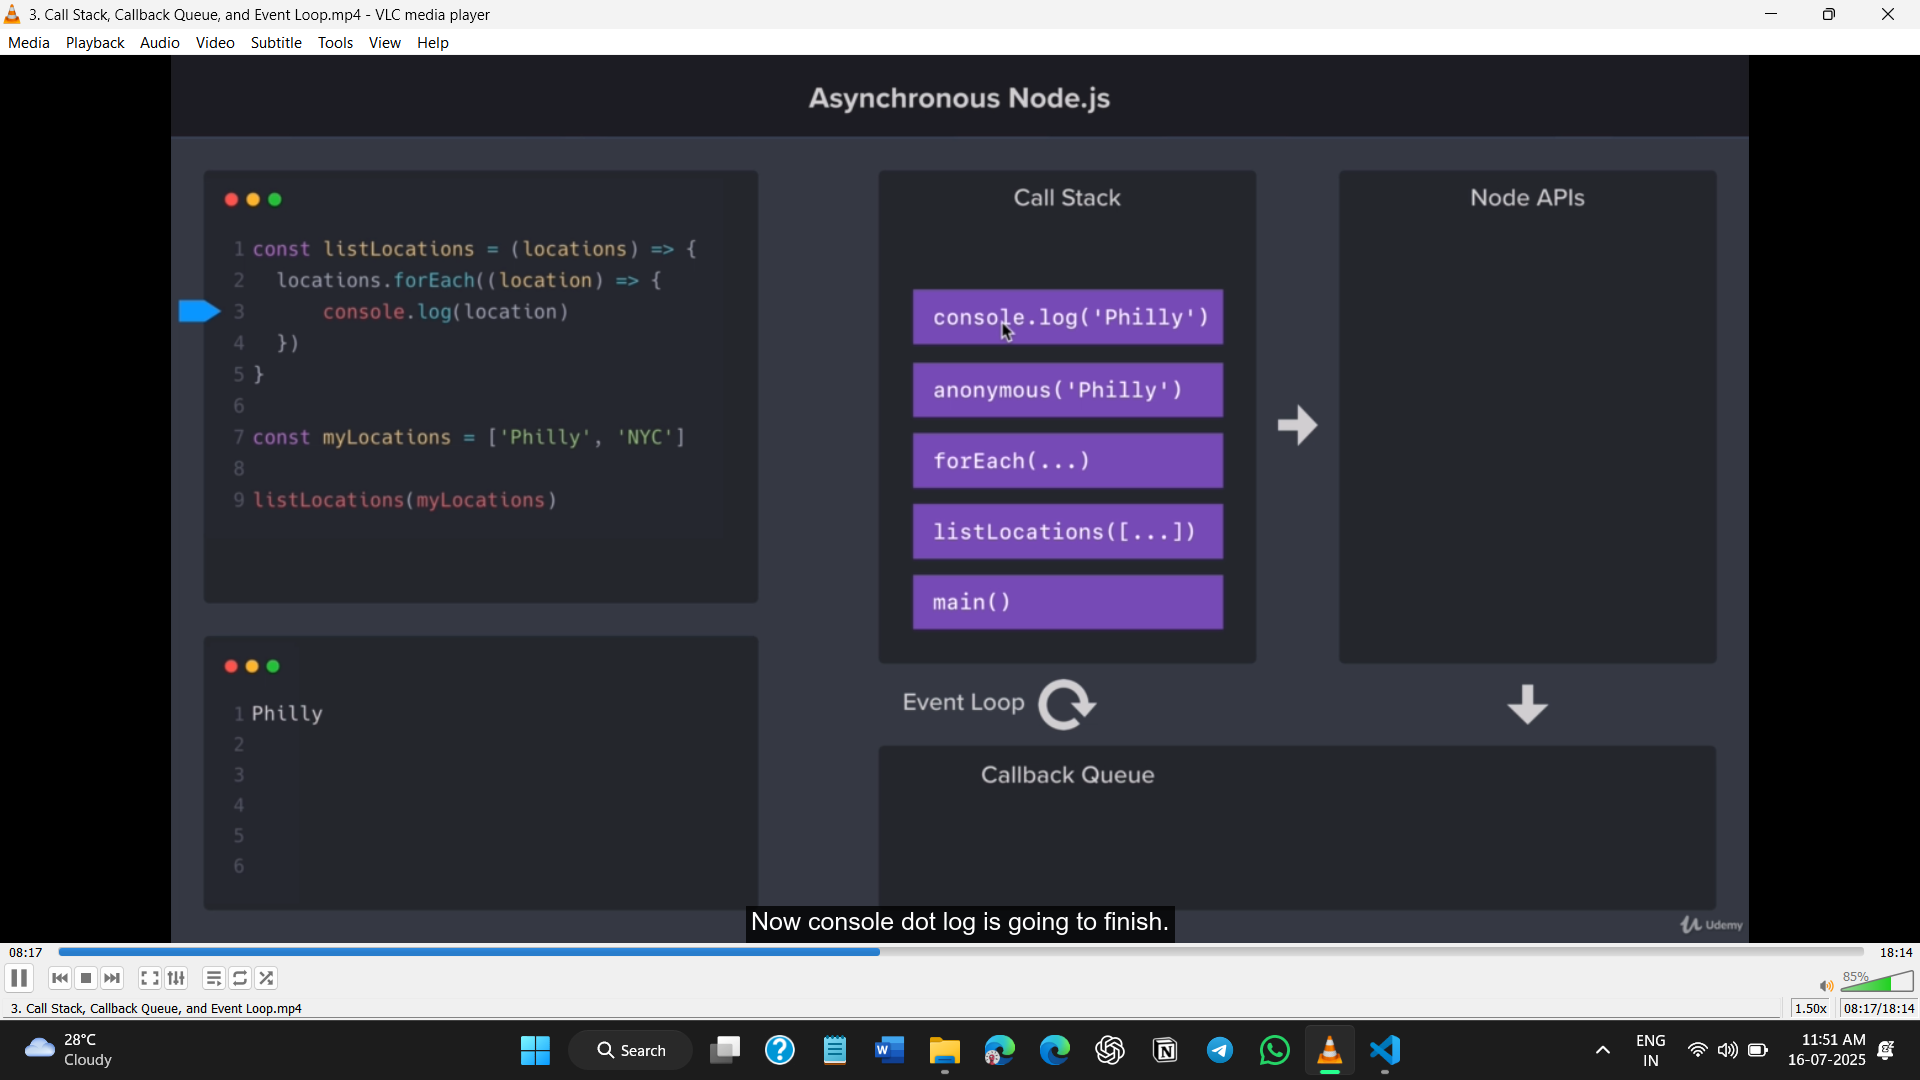 3. Call Stack, Callback Queue, and Event Loop.mp4 - VLC media player
Media Playback Audio Video Subtitle Tools View Help
Asynchronous Node.js
1 const listLocations = (locations) => {
2 locations.forEach((location) => {
3 console.log(location)
4 })
5 }
6
7 const myLocations = ['Philly', 'NYC']
8
9 listLocations(myLocations)
Call Stack
console.log('Philly')
anonymous('Philly')
forEach(...)
listLocations([...])
main()
Node APIs
1 Philly
2
3
4
5
6
Event Loop
Callback Queue
Now console dot log is going to finish.
Udemy
08:17
18:14
85%
3. Call Stack, Callback Queue, and Event Loop.mp4
1.50x
08:17/18:14
28°C
Cloudy
Search
ENG
IN
11:51 AM
16-07-2025